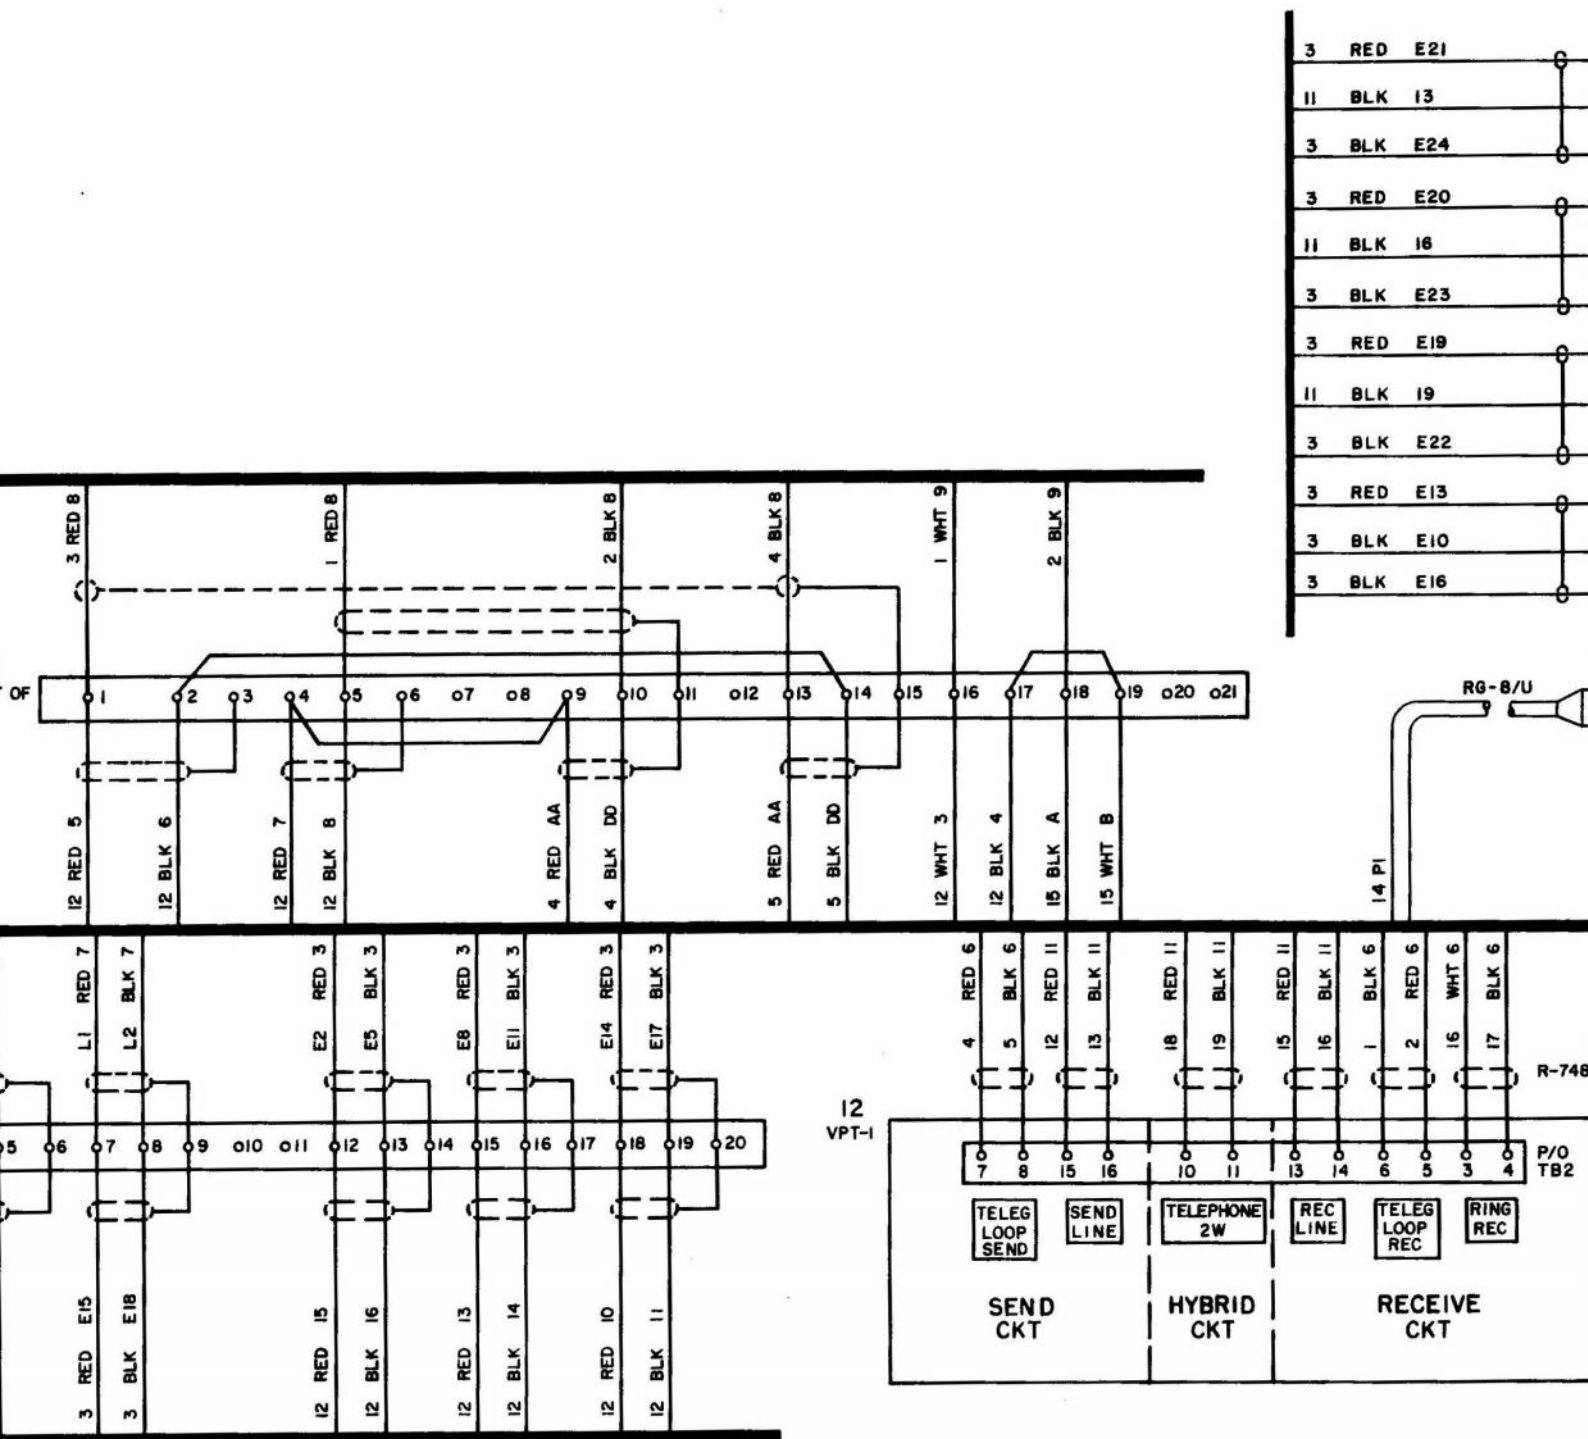 3 RED E21
11 BLK 13
3 BLK E24
3 RED E20
11 BLK 16
3 BLK E23
3 RED E19
11 BLK 19
3 BLK E22
3 RED E13
3 BLK E10
3 BLK E16
3 RED 8
1 RED 8
2 BLK 8
4 BLK 8
1 WHT 9
2 BLK 9
OF
1 2 3 4 5 6 7 8 9 10 11 12 13 14 15 16 17 18 19 20 21
RG-8/U
12 RED 5
12 BLK 6
12 RED 7
12 BLK 8
4 RED AA
4 BLK DD
5 RED AA
5 BLK DD
12 WHT 3
12 BLK 4
15 BLK A
15 WHT B
14 P1
L1 RED 7
L2 BLK 7
E2 RED 3
E5 BLK 3
E8 RED 3
E11 BLK 3
E14 RED 3
E17 BLK 3
4 RED 6
5 BLK 6
12 RED 11
13 BLK 11
18 RED 11
19 BLK 11
15 RED 11
16 BLK 11
1 BLK 6
2 RED 6
16 WHT 6
17 BLK 6
R-748
5 6 7 8 9 10 11 12 13 14 15 16 17 18 19 20
12
VPT-1
7 8 15 16 10 11 13 14 6 5 3 4
P/O
TB2
TELEG
LOOP
SEND
SEND
LINE
TELEPHONE
2W
REC
LINE
TELEG
LOOP
REC
RING
REC
SEND
CKT
HYBRID
CKT
RECEIVE
CKT
3 RED E15
3 BLK E18
12 RED 15
12 BLK 16
12 RED 13
12 BLK 14
12 RED 10
12 BLK 11